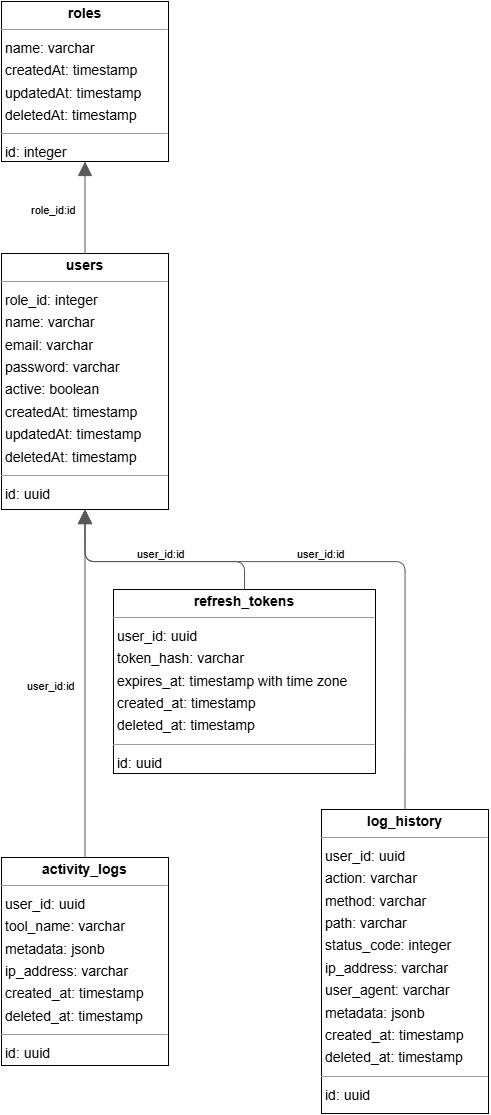 roles
name: varchar
createdAt: timestamp
updatedAt: timestamp
deletedAt: timestamp
id: integer
role_id:id
users
role_id: integer
name: varchar
email: varchar
password: varchar
active: boolean
createdAt: timestamp
updatedAt: timestamp
deletedAt: timestamp
id: uuid
user_id:id
user_id:id
refresh_tokens
user_id: uuid
token_hash: varchar
expires_at: timestamp with time zone
created_at: timestamp
deleted_at: timestamp
id: uuid
user_id:id
log_history
user_id: uuid
action: varchar
method: varchar
path: varchar
status_code: integer
ip_address: varchar
user_agent: varchar
metadata: jsonb
created_at: timestamp
deleted_at: timestamp
id: uuid
activity_logs
user_id: uuid
tool_name: varchar
metadata: jsonb
ip_address: varchar
created_at: timestamp
deleted_at: timestamp
id: uuid